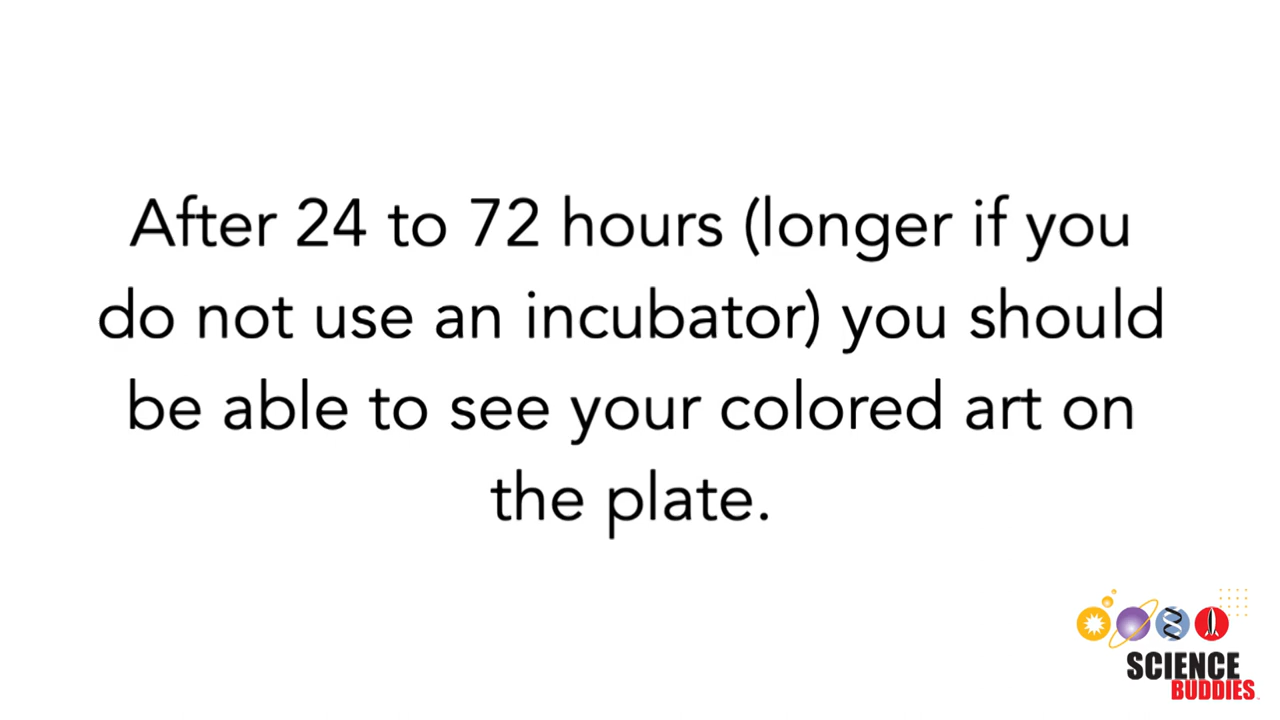 After 24 to 72 hours (longer if you
do not use an incubator) you should
be able to see your colored art on
the plate.
SCIENCE
BUDDIES